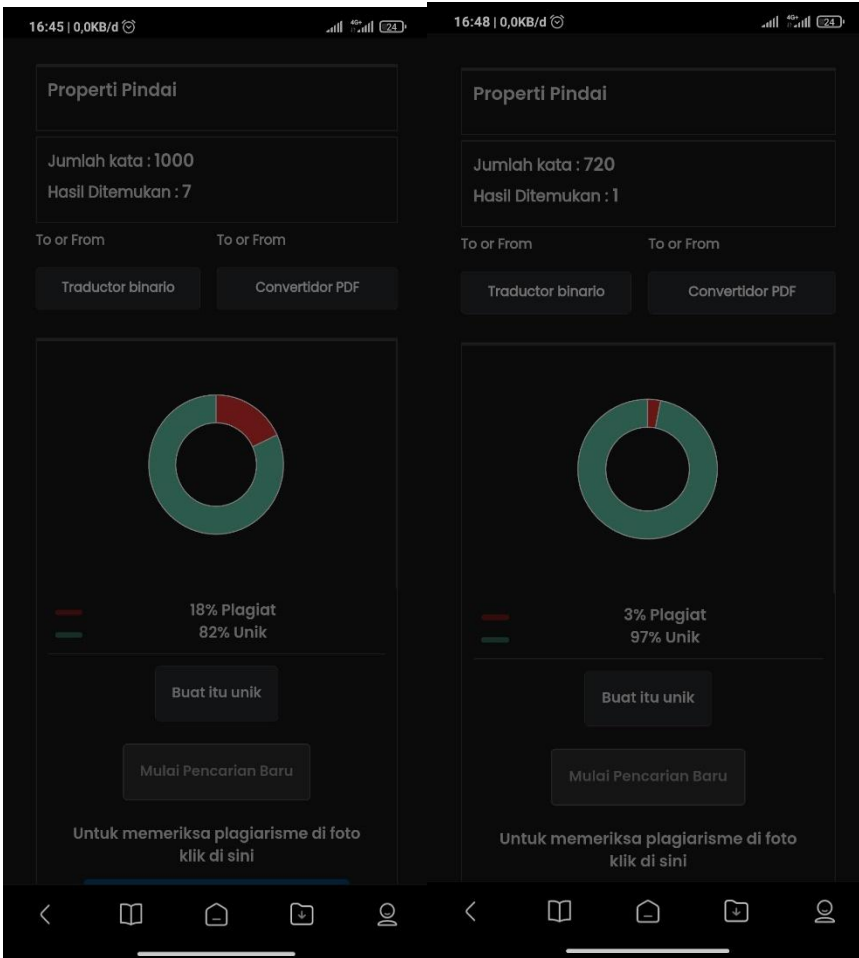 16:45 | 0,0KB/d
4G+
24
Properti Pindai
Jumlah kata : 1000
Hasil Ditemukan : 7
To or From To or From
Traductor binario Convertidor PDF
18% Plagiat
82% Unik
Buat itu unik
Mulai Pencarian Baru
Untuk memeriksa plagiarisme di foto
klik di sini
16:48 | 0,0KB/d
4G+
24
Properti Pindai
Jumlah kata : 720
Hasil Ditemukan : 1
To or From To or From
Traductor binario Convertidor PDF
3% Plagiat
97% Unik
Buat itu unik
Mulai Pencarian Baru
Untuk memeriksa plagiarisme di foto
klik di sini